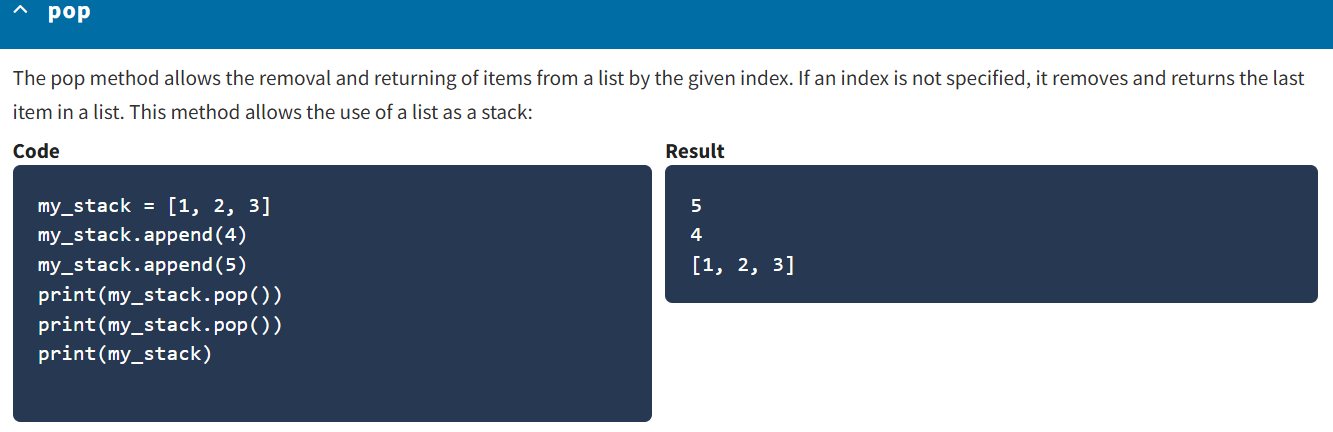 pop
The pop method allows the removal and returning of items from a list by the given index. If an index is not specified, it removes and returns the last
item in a list. This method allows the use of a list as a stack:
Code
my_stack = [1, 2, 3]
my_stack.append(4)
my_stack.append(5)
print(my_stack.pop())
print(my_stack.pop())
print(my_stack)
Result
5
4
[1, 2, 3]